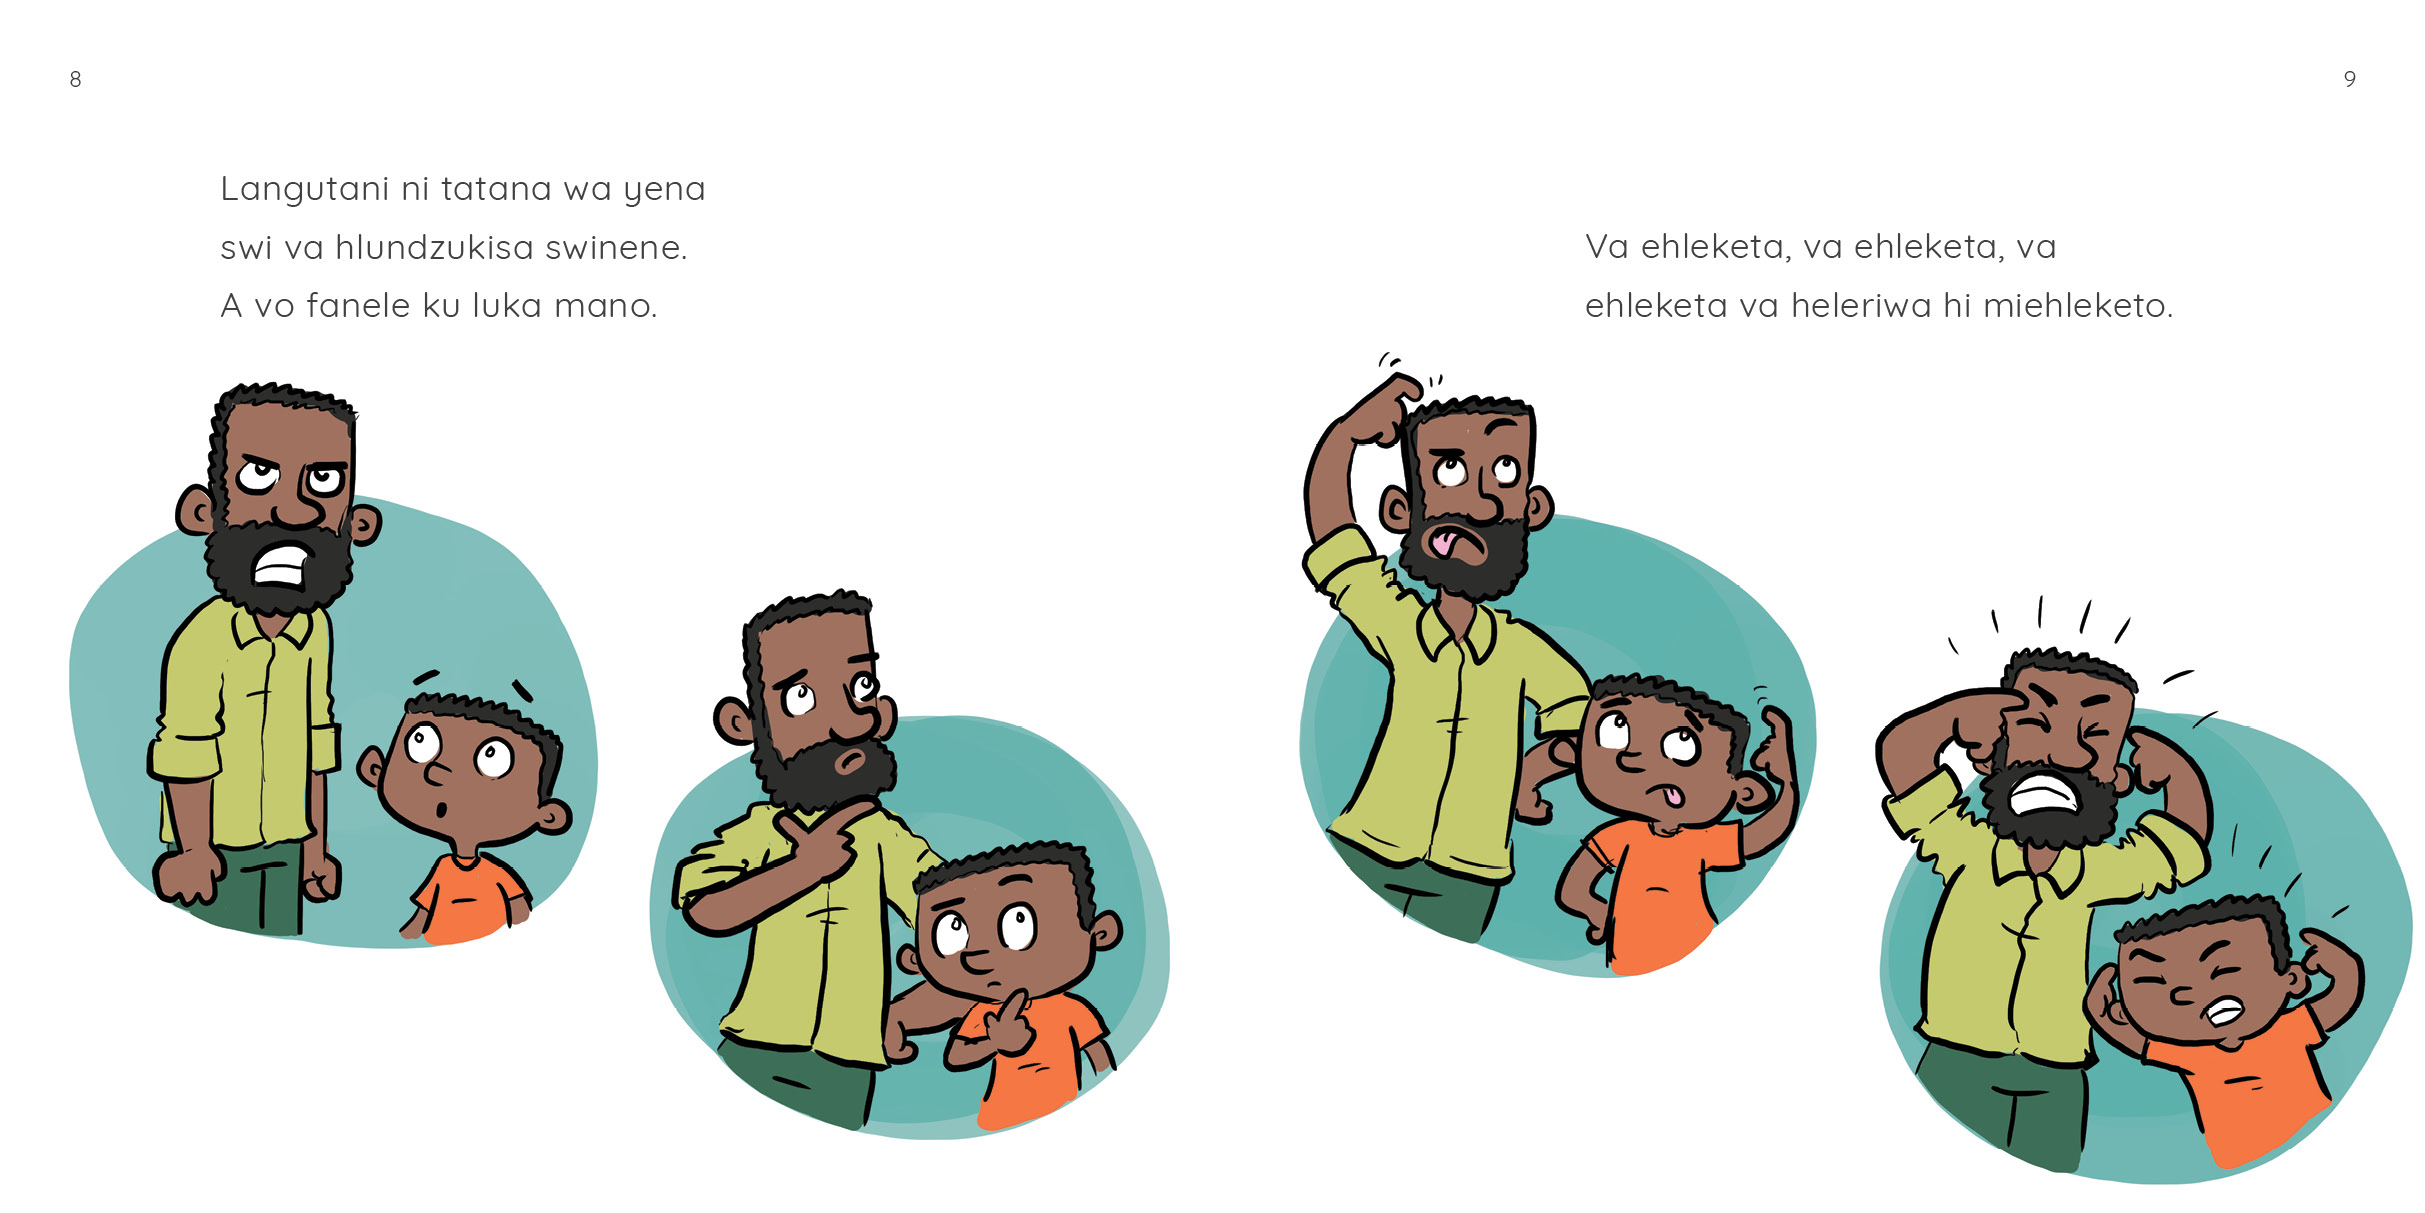 8
9
Langutani ni tatana wa yena
swi va hlundzukisa swinene.
A vo fanele ku luka mano.
Va ehleketa, va ehleketa, va
ehleketa va heleriwa hi miehleketo.